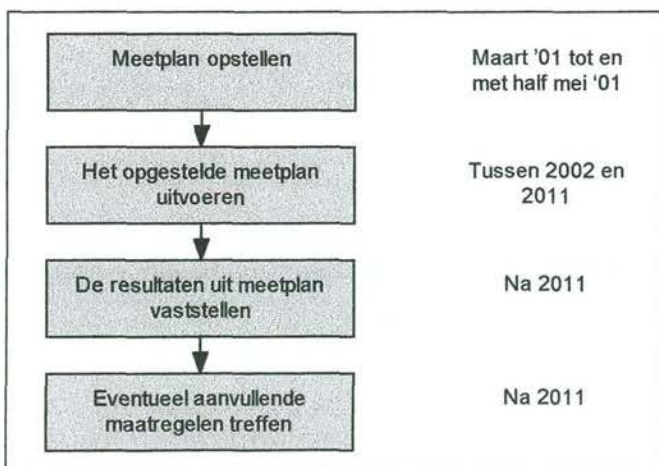 Meetplan opstellen
Maart '01 tot en
met half mei '01
Het opgestelde meetplan
uitvoeren
Tussen 2002 en
2011
De resultaten uit meetplan
vaststellen
Na 2011
Eventueel aanvullende
maatregelen treffen
Na 2011